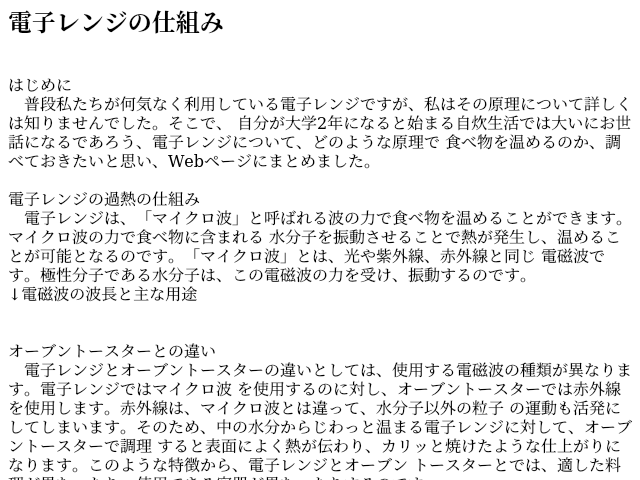 電子レンジの仕組み
はじめに
　普段私たちが何気なく利用している電子レンジですが、私はその原理について詳しく
は知りませんでした。そこで、 自分が大学2年になると始まる自炊生活では大いにお世
話になるであろう、電子レンジについて、どのような原理で 食べ物を温めるのか、調
べておきたいと思い、Webページにまとめました。
電子レンジの過熱の仕組み
　電子レンジは、「マイクロ波」と呼ばれる波の力で食べ物を温めることができます。
マイクロ波の力で食べ物に含まれる 水分子を振動させることで熱が発生し、温めるこ
とが可能となるのです。「マイクロ波」とは、光や紫外線、赤外線と同じ 電磁波で
す。極性分子である水分子は、この電磁波の力を受け、振動するのです。
↓電磁波の波長と主な用途
オーブントースターとの違い
　電子レンジとオーブントースターの違いとしては、使用する電磁波の種類が異なりま
す。電子レンジではマイクロ波 を使用するのに対し、オーブントースターでは赤外線
を使用します。赤外線は、マイクロ波とは違って、水分子以外の粒子 の運動も活発に
してしまいます。そのため、中の水分からじわっと温まる電子レンジに対して、オーブ
ントースターで調理 すると表面によく熱が伝わり、カリッと焼けたような仕上がりに
なります。このような特徴から、電子レンジとオーブン トースターとでは、適した料